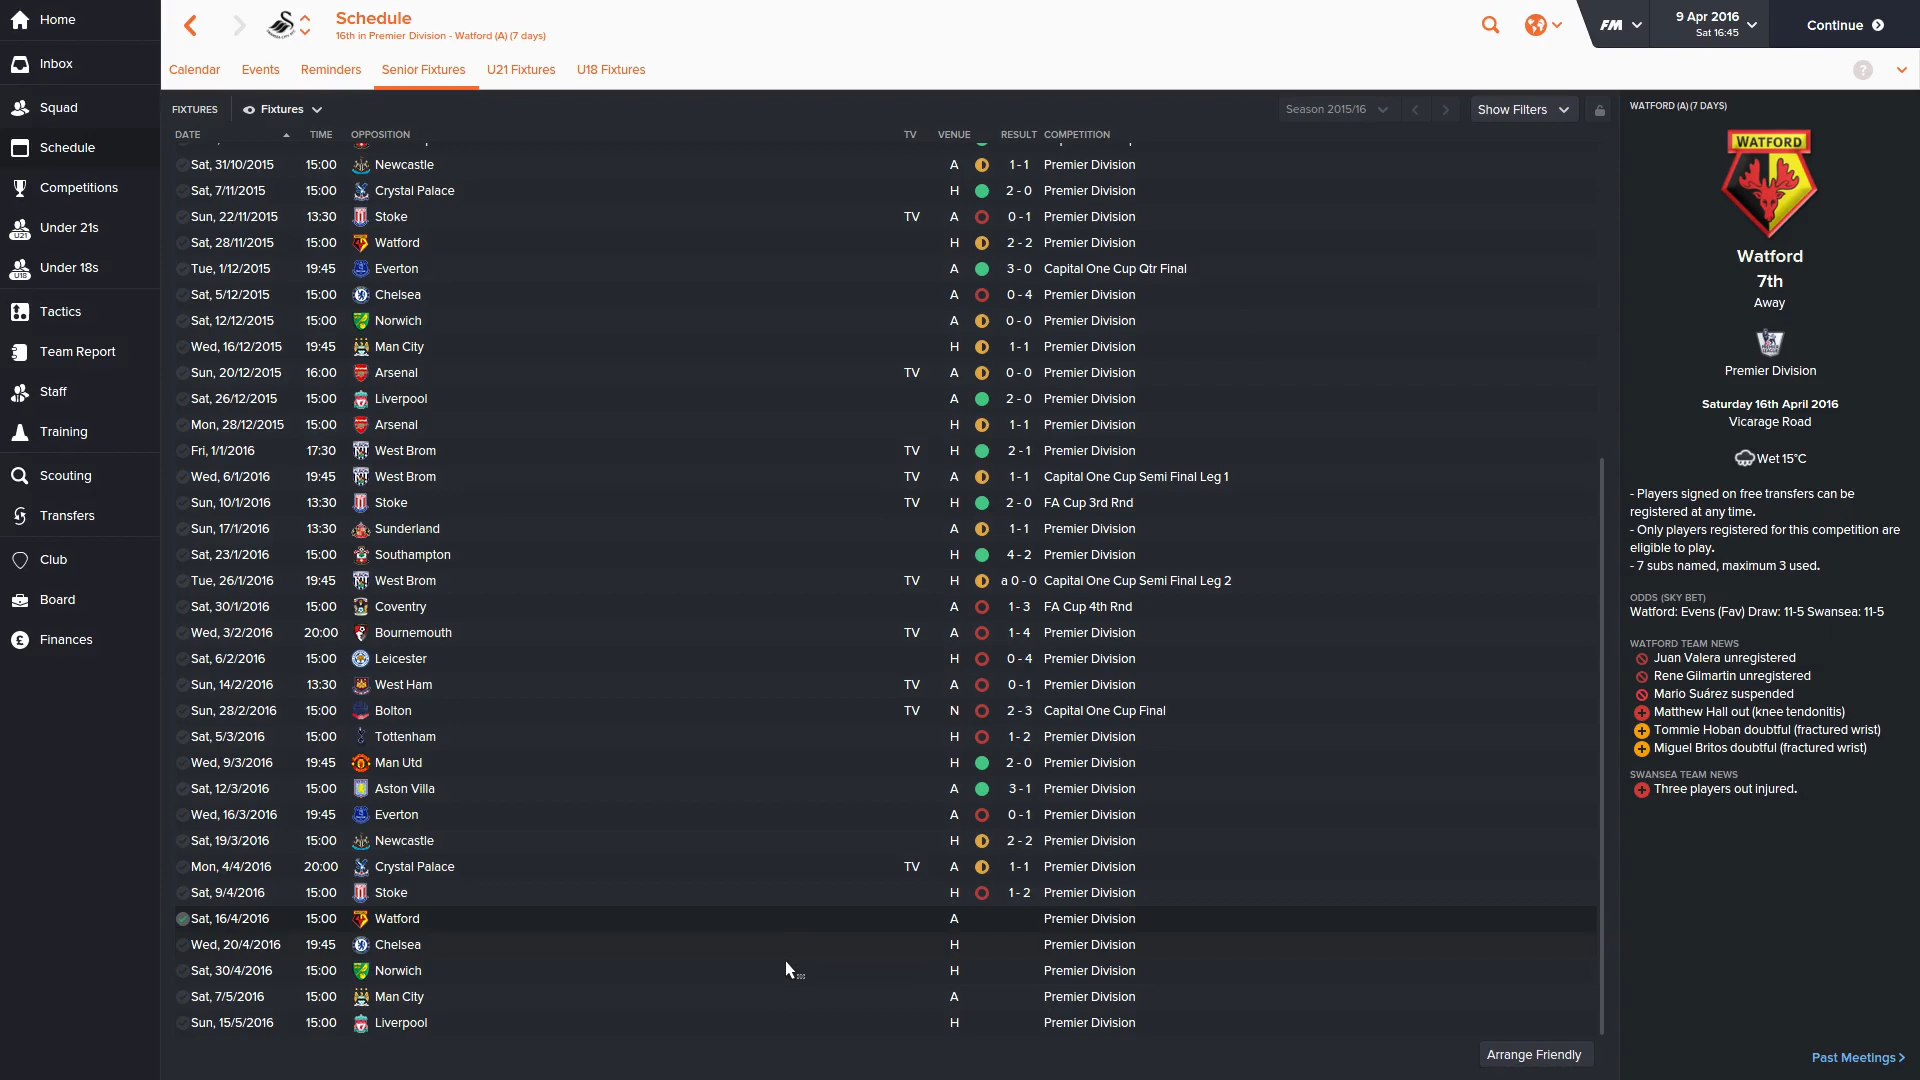 Home
Inbox
Squad
Schedule
Competitions
Under 21s
Under 18s
Tactics
Team Report
Staff
Training
Scouting
Transfers
Club
Board
Finances
Schedule
16th in Premier Division - Watford (A) (7 days)
FM
9 Apr 2016
Sat 16:45
Continue
Calendar Events Reminders Senior Fixtures U21 Fixtures U18 Fixtures
?
FIXTURES Fixtures Season 2015/16 Show Filters
DATE TIME OPPOSITION TV VENUE RESULT COMPETITION
Sat, 31/10/2015 15:00 Newcastle A 1 - 1 Premier Division
Sat, 7/11/2015 15:00 Crystal Palace H 2 - 0 Premier Division
Sun, 22/11/2015 13:30 Stoke TV A 0 - 1 Premier Division
Sat, 28/11/2015 15:00 Watford H 2 - 2 Premier Division
Tue, 1/12/2015 19:45 Everton A 3 - 0 Capital One Cup Qtr Final
Sat, 5/12/2015 15:00 Chelsea A 0 - 4 Premier Division
Sat, 12/12/2015 15:00 Norwich A 0 - 0 Premier Division
Wed, 16/12/2015 19:45 Man City H 1 - 1 Premier Division
Sun, 20/12/2015 16:00 Arsenal TV A 0 - 0 Premier Division
Sat, 26/12/2015 15:00 Liverpool A 2 - 0 Premier Division
Mon, 28/12/2015 15:00 Arsenal H 1 - 1 Premier Division
Fri, 1/1/2016 17:30 West Brom TV H 2 - 1 Premier Division
Wed, 6/1/2016 19:45 West Brom TV A 1 - 1 Capital One Cup Semi Final Leg 1
Sun, 10/1/2016 13:30 Stoke TV H 2 - 0 FA Cup 3rd Rnd
Sun, 17/1/2016 13:30 Sunderland A 1 - 1 Premier Division
Sat, 23/1/2016 15:00 Southampton H 4 - 2 Premier Division
Tue, 26/1/2016 19:45 West Brom TV H a 0 - 0 Capital One Cup Semi Final Leg 2
Sat, 30/1/2016 15:00 Coventry A 1 - 3 FA Cup 4th Rnd
Wed, 3/2/2016 20:00 Bournemouth TV A 1 - 4 Premier Division
Sat, 6/2/2016 15:00 Leicester H 0 - 4 Premier Division
Sun, 14/2/2016 13:30 West Ham TV A 0 - 1 Premier Division
Sun, 28/2/2016 15:00 Bolton TV N 2 - 3 Capital One Cup Final
Sat, 5/3/2016 15:00 Tottenham H 1 - 2 Premier Division
Wed, 9/3/2016 19:45 Man Utd H 2 - 0 Premier Division
Sat, 12/3/2016 15:00 Aston Villa A 3 - 1 Premier Division
Wed, 16/3/2016 19:45 Everton A 0 - 1 Premier Division
Sat, 19/3/2016 15:00 Newcastle H 2 - 2 Premier Division
Mon, 4/4/2016 20:00 Crystal Palace TV A 1 - 1 Premier Division
Sat, 9/4/2016 15:00 Stoke H 1 - 2 Premier Division
Sat, 16/4/2016 15:00 Watford A Premier Division
Wed, 20/4/2016 19:45 Chelsea H Premier Division
Sat, 30/4/2016 15:00 Norwich H Premier Division
Sat, 7/5/2016 15:00 Man City A Premier Division
Sun, 15/5/2016 15:00 Liverpool H Premier Division
Arrange Friendly
WATFORD (A) (7 DAYS)
WATFORD
Watford
7th
Away
Premier Division
Saturday 16th April 2016
Vicarage Road
Wet 15°C
- Players signed on free transfers can be
registered at any time.
- Only players registered for this competition are
eligible to play.
- 7 subs named, maximum 3 used.
ODDS (SKY BET)
Watford: Evens (Fav) Draw: 11-5 Swansea: 11-5
WATFORD TEAM NEWS
Juan Valera unregistered
Rene Gilmartin unregistered
Mario Suárez suspended
Matthew Hall out (knee tendonitis)
Tommie Hoban doubtful (fractured wrist)
Miguel Britos doubtful (fractured wrist)
SWANSEA TEAM NEWS
Three players out injured.
Past Meetings >